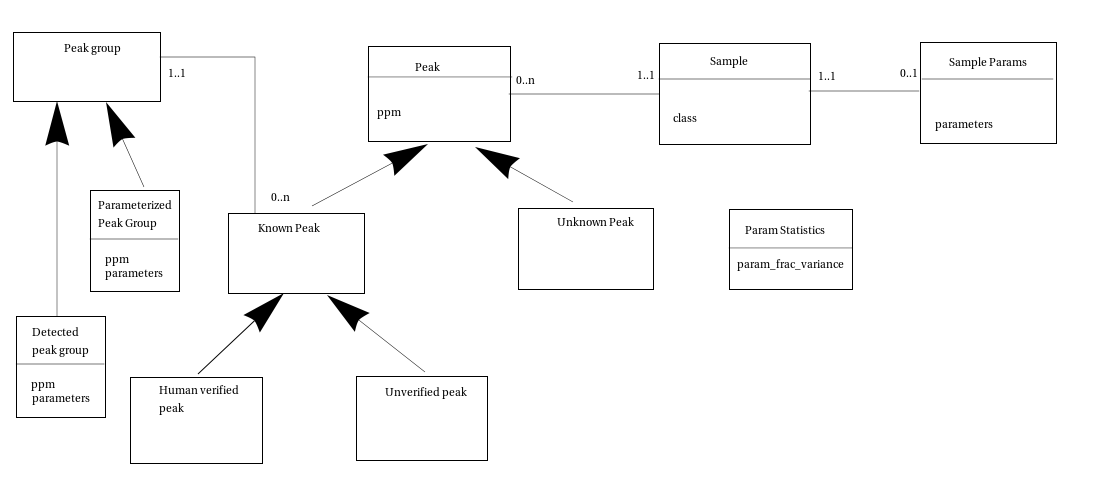 Peak group
1..1
Peak
ppm
0..n
1..1
Sample
class
1..1
0..1
Sample Params
parameters
Parameterized
Peak Group
ppm
parameters
0..n
Known Peak
Unknown Peak
Param Statistics
param_frac_variance
Detected
peak group
ppm
parameters
Human verified
peak
Unverified peak